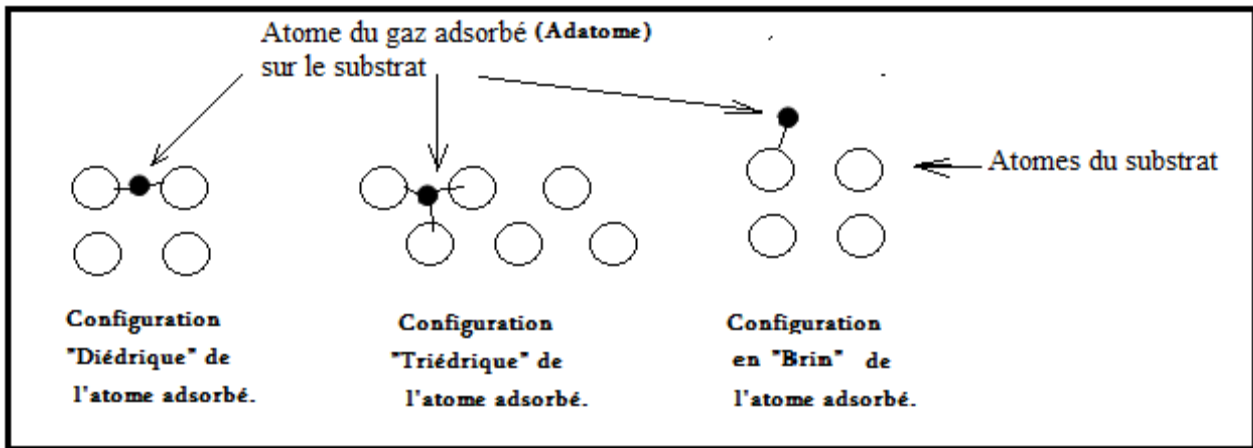 Atome du gaz adsorbé (Adatome)
sur le substrat
Atomes du substrat
Configuration
"Diédrique" de
l'atome adsorbé.
Configuration
"Triédrique" de
l'atome adsorbé.
Configuration
en "Brin" de
l'atome adsorbé.